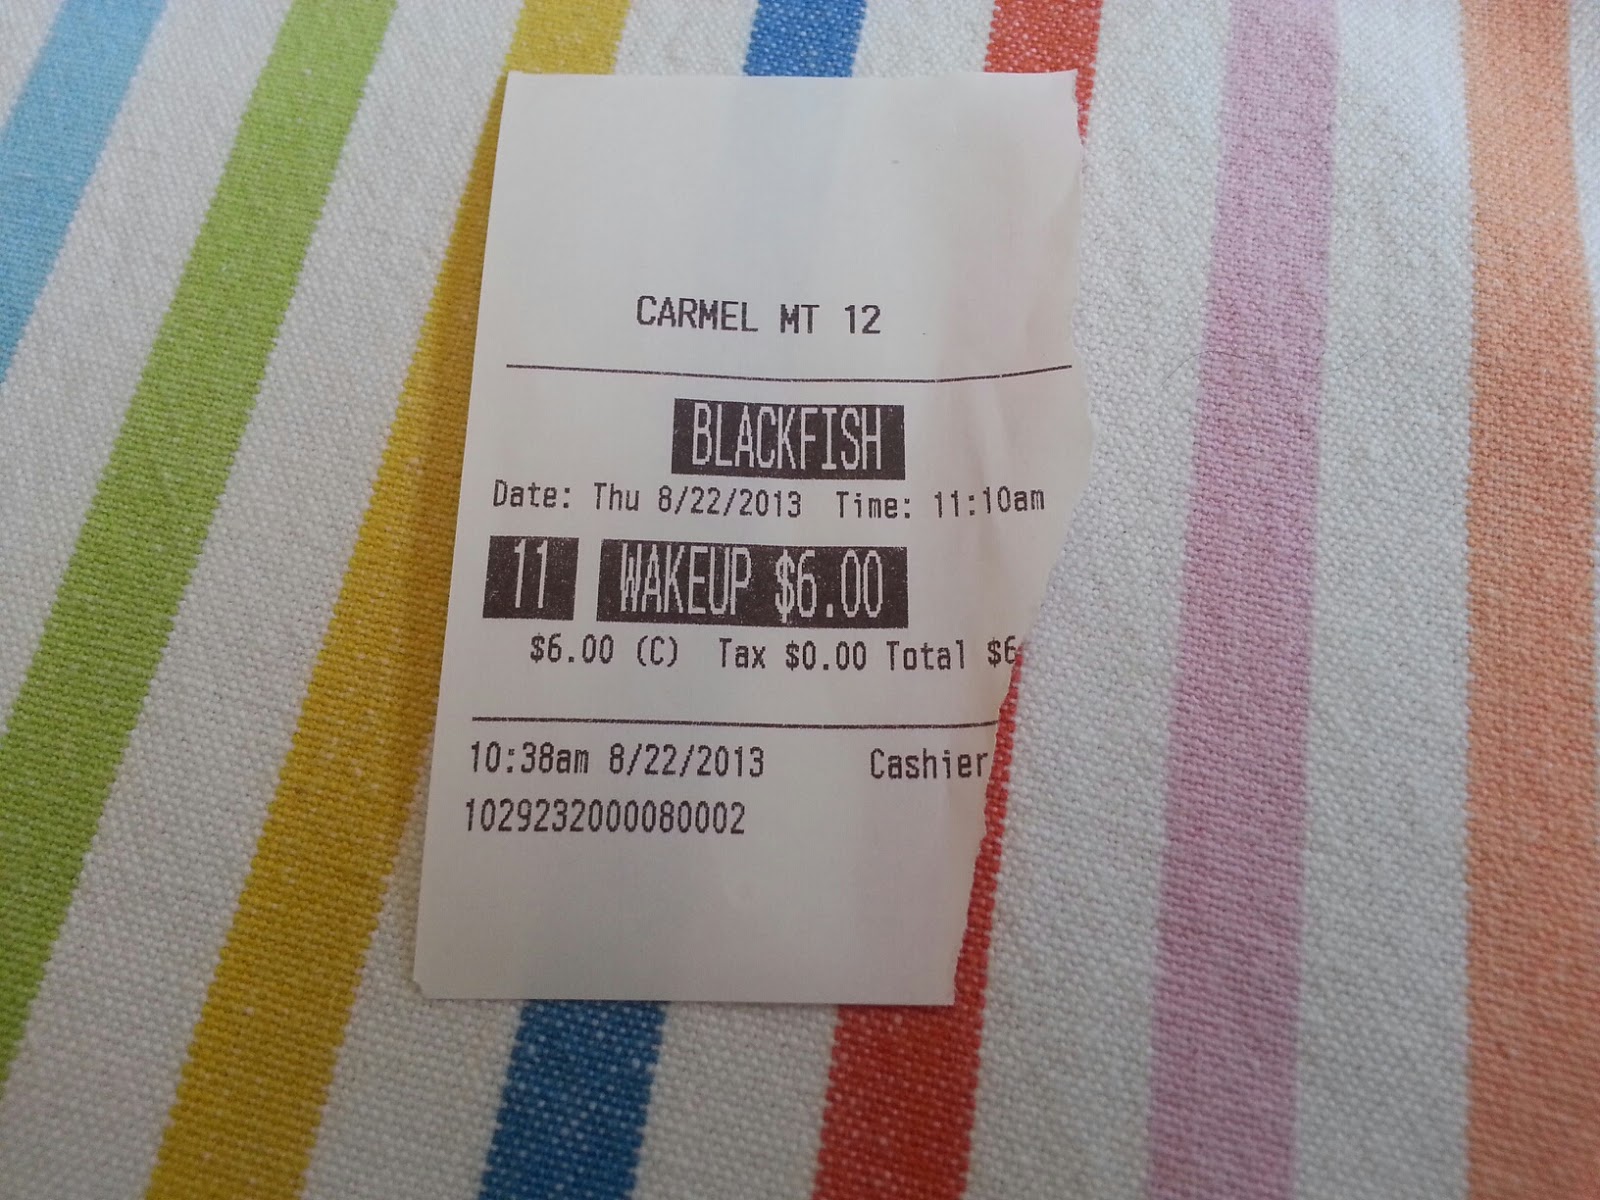 CARMEL MT 12
BLACKFISH
Date: Thu 8/22/2013 Time: 11:10am
11 WAKEUP $6.00
$6.00 (C) Tax $0.00 Total $6
10:38am 8/22/2013 Cashier
1029232000080002